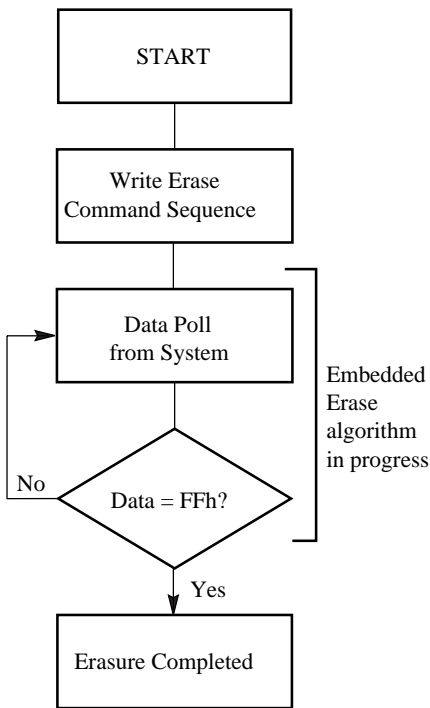 START
Write Erase
Command Sequence
Data Poll
from System
Embedded
Erase
algorithm
in progress
No
Data = FFh?
Yes
Erasure Completed